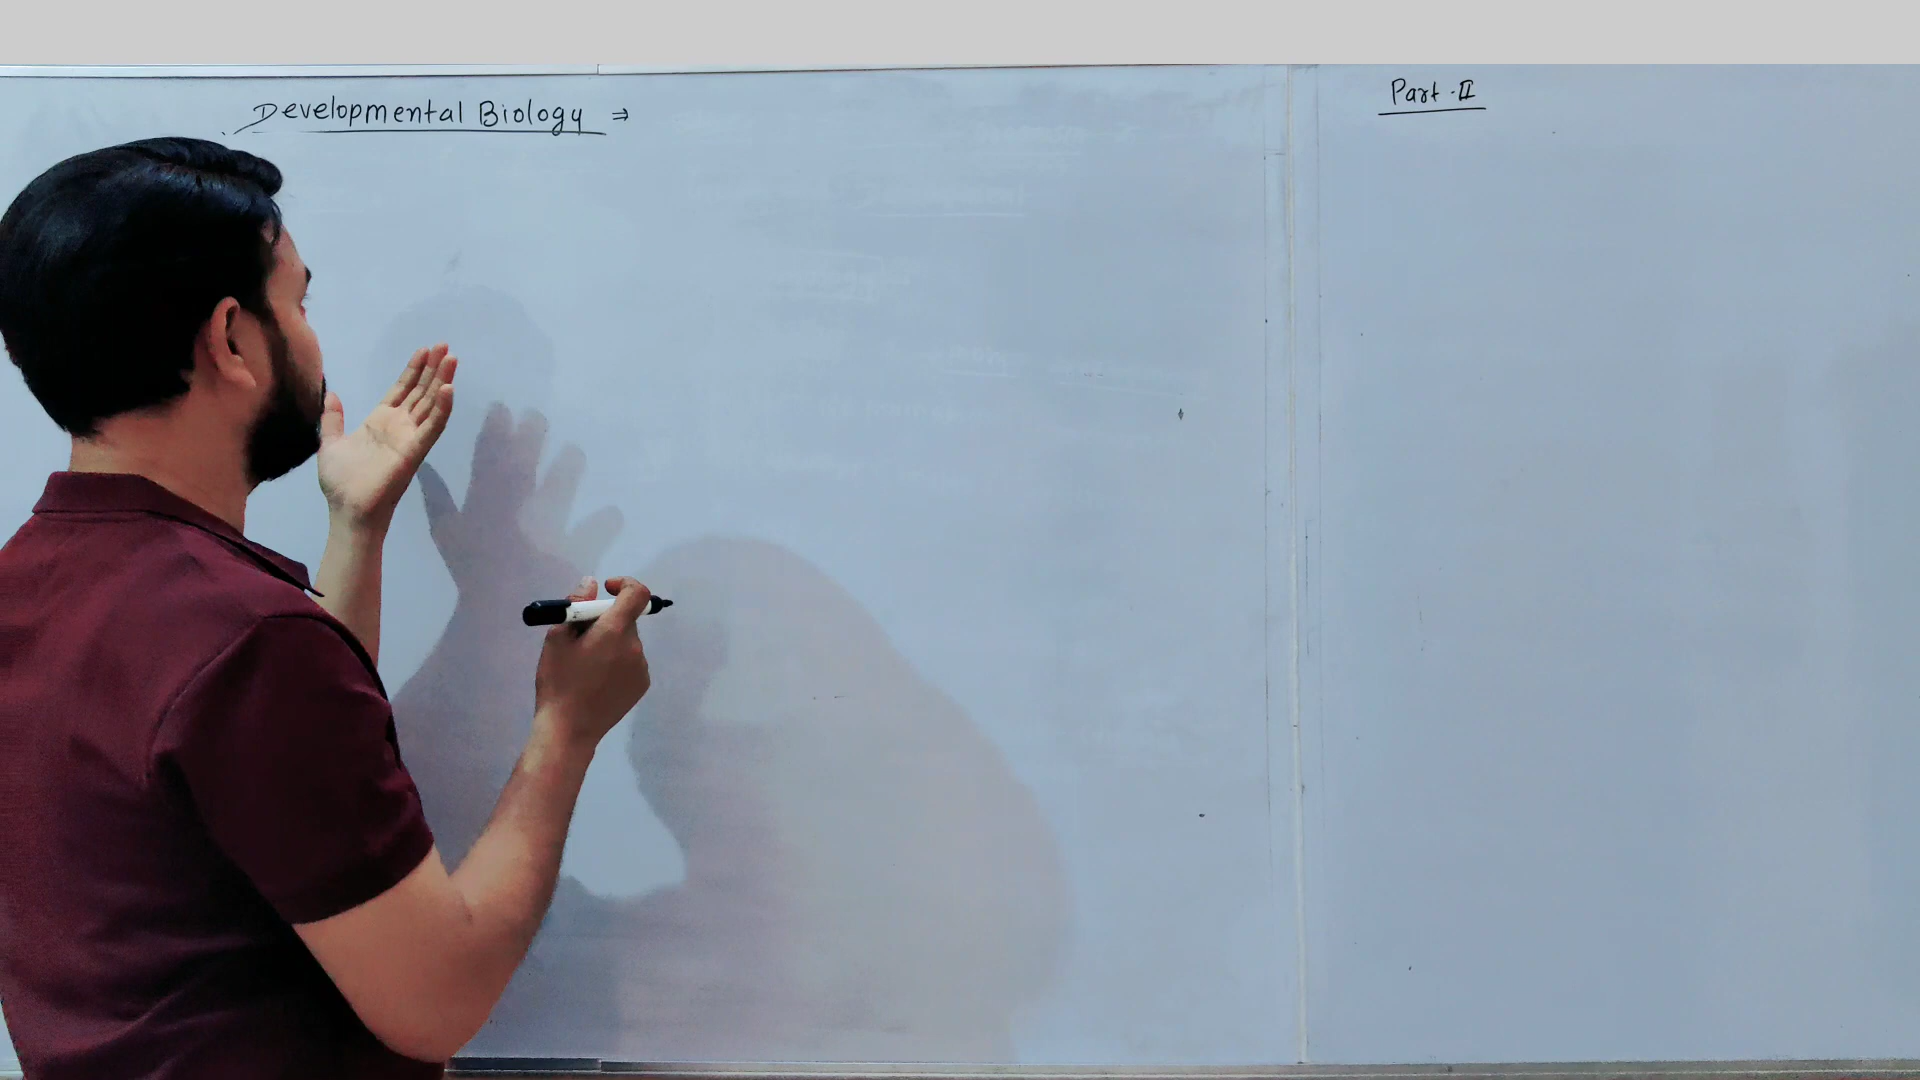 Developmental Biology ⇒
Part - II